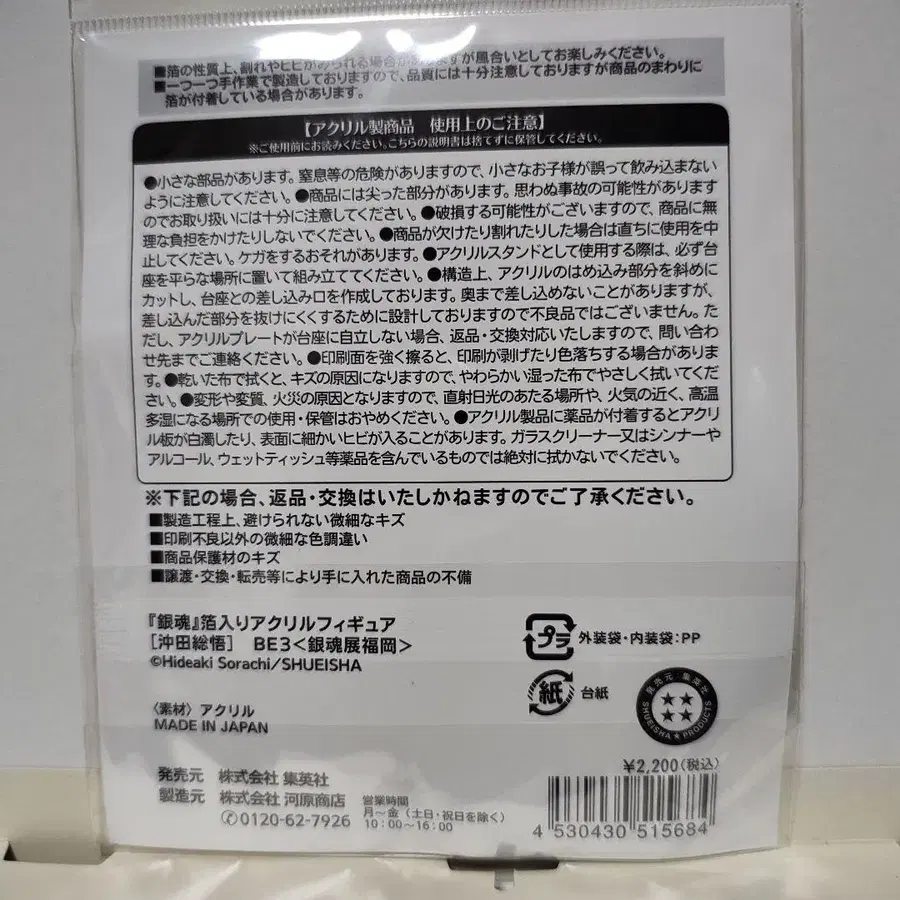 ■箔の性質上、割れやヒビがみられる場合がありますが風合いとしてお楽しみください。
■一つ一つ手作業で製造しておりますので、品質には十分注意しておりますが商品のまわりに
箔が付着している場合があります。
【アクリル製商品 使用上のご注意】
※ご使用前にお読みください。こちらの説明書は捨てずに保管してください。
●小さな部品があります。窒息等の危険がありますので、小さなお子様が誤って飲み込まない
ように注意してください。●商品には尖った部分があります。思わぬ事故の可能性があります
のでお取り扱いには十分に注意してください。●破損する可能性がございますので、商品に無
理な負担をかけたりしないでください。●商品が欠けたり割れたりした場合は直ちに使用を中
止してください。ケガをするおそれがあります。●アクリルスタンドとして使用する際は、必ず台
座を平らな場所に置いて組み立ててください。●構造上、アクリルのはめ込み部分を斜めに
カットし、台座との差し込み口を作成しております。奥まで差し込めないことがありますが、
差し込んだ部分を抜けにくくするために設計しておりますので不良品ではございません。た
だし、アクリルプレートが台座に自立しない場合、返品・交換対応いたしますので、問い合わ
せ先までご連絡ください。●印刷面を強く擦ると、印刷が剥げたり色落ちする場合がありま
す。●乾いた布で拭くと、キズの原因になりますので、やわらかい湿った布でやさしく拭いてくだ
さい。●変形や変質、火災の原因となりますので、直射日光のあたる場所や、火気の近く、高温
多湿になる場所での使用・保管はおやめください。●アクリル製品に薬品が付着するとアクリ
ル板が白濁したり、表面に細かいヒビが入ることがあります。ガラスクリーナー又はシンナーや
アルコール、ウェットティッシュ等薬品を含んでいるものでは絶対に拭かないでください。
※下記の場合、返品・交換はいたしかねますのでご了承ください。
■製造工程上、避けられない微細なキズ
■印刷不良以外の微細な色調違い
■商品保護材のキズ
■譲渡・交換・転売等により手に入れた商品の不備
『銀魂』箔入りアクリルフィギュア
[沖田総悟] BE3<銀魂展福岡>
©Hideaki Sorachi/SHUEISHA
プラ 外装袋・内装袋:PP
紙 台紙
発売元 集英社
SHUEISHA★PRODUCTS
〈素材〉アクリル
MADE IN JAPAN
¥2,200(税込)
発売元 株式会社 集英社
製造元 株式会社 河原商店
✆0120-62-7926
営業時間
月~金(土日・祝日を除く)
10:00~16:00
4 530430 515684